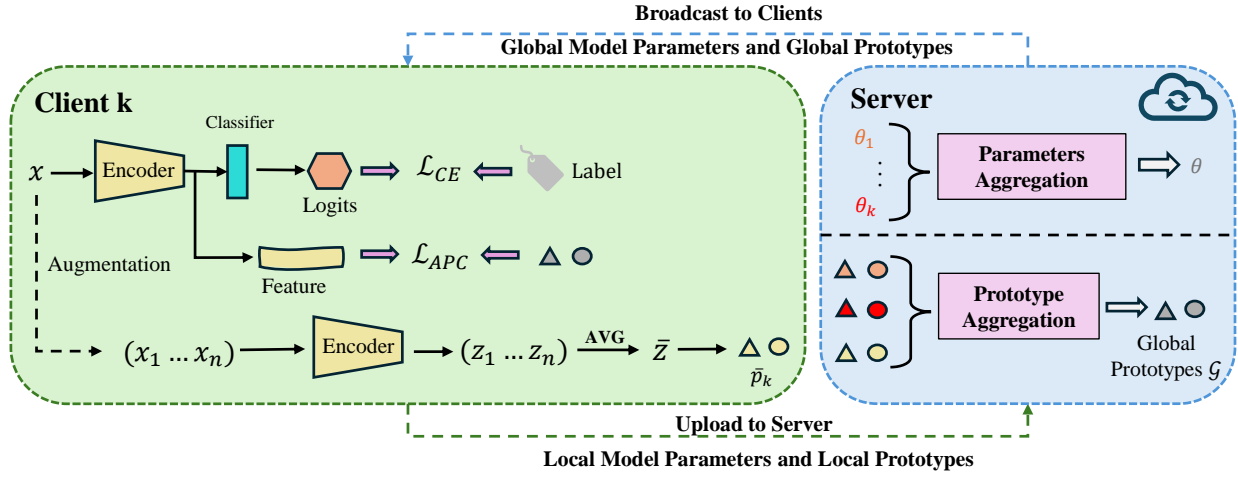 Broadcast to Clients
Global Model Parameters and Global Prototypes
Client k
Classifier
x
Encoder
Logits
ℒ_CE
Label
Augmentation
Feature
ℒ_APC
(x_1 … x_n)
Encoder
(z_1 … z_n)
AVG
z̄
p̄_k
Server
θ_1
⋮
θ_k
Parameters
Aggregation
θ
Prototype
Aggregation
Global
Prototypes 𝒢
Upload to Server
Local Model Parameters and Local Prototypes